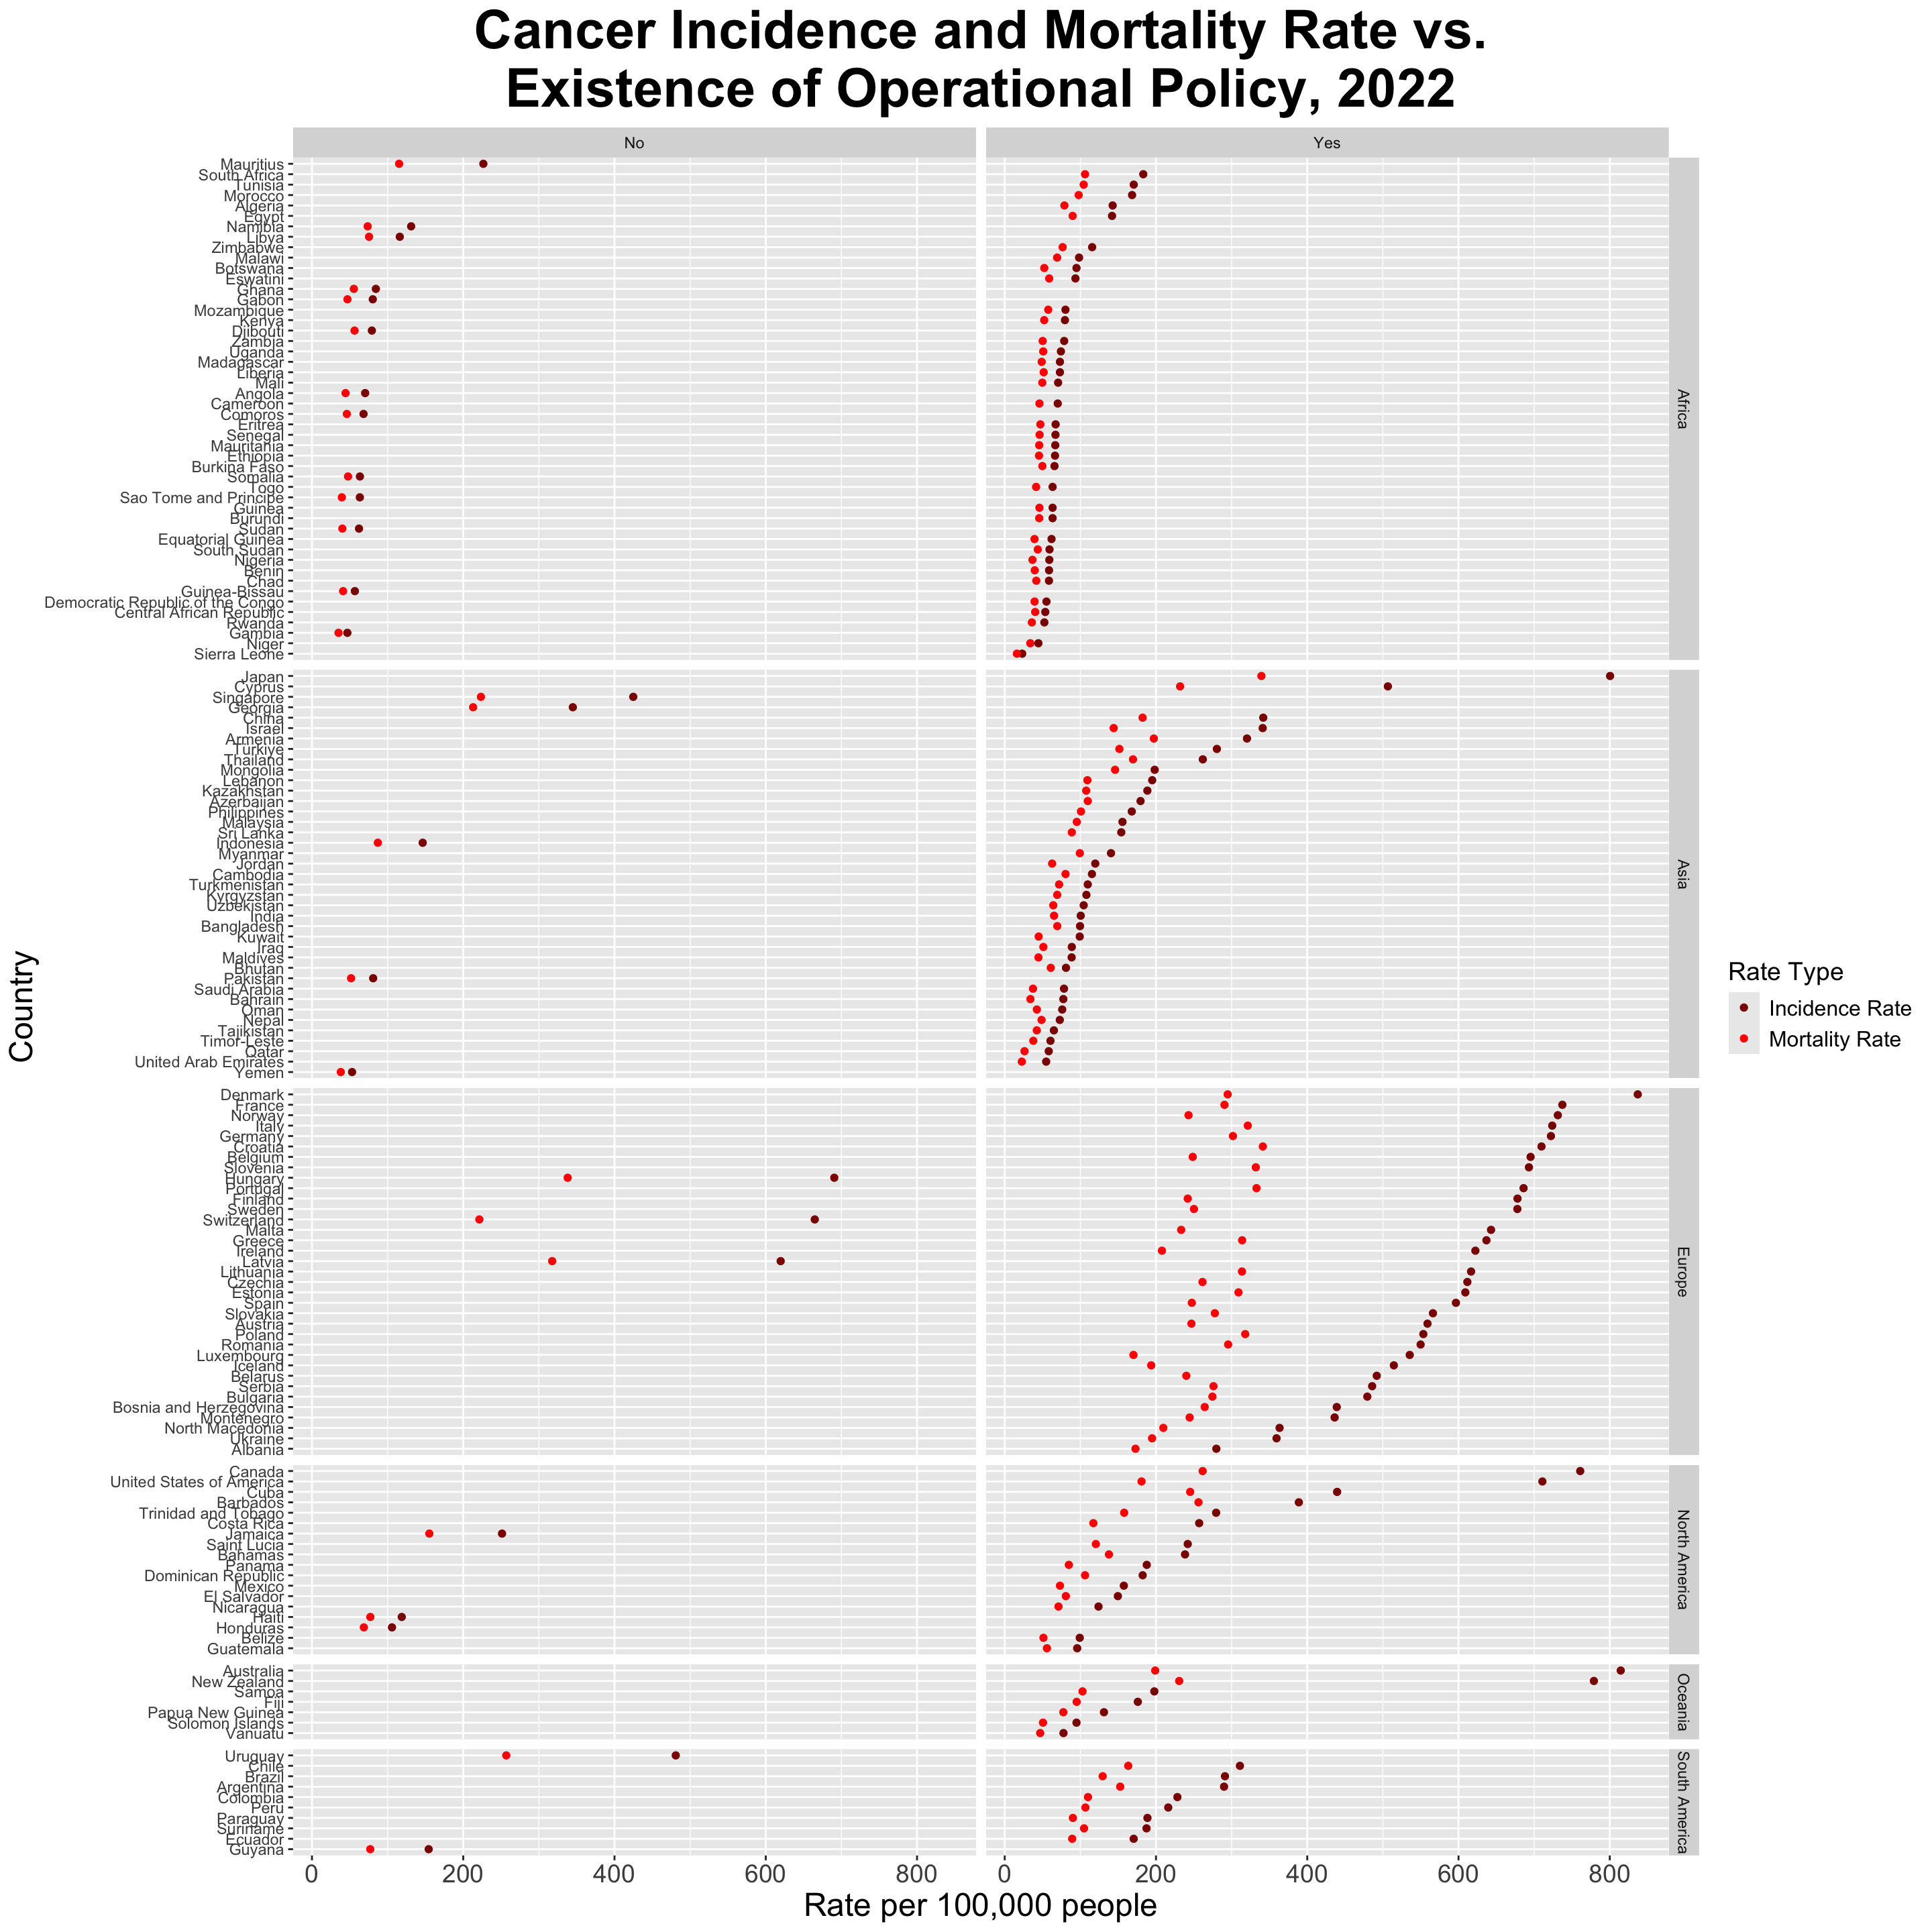 Cancer Incidence and Mortality Rate vs.
Existence of Operational Policy, 2022
No
Yes
Mauritius
South Africa
Tunisia
Morocco
Algeria
Egypt
Namibia
Libya
Zimbabwe
Malawi
Botswana
Eswatini
Ghana
Gabon
Mozambique
Kenya
Djibouti
Zambia
Uganda
Madagascar
Liberia
Mali
Angola
Cameroon
Comoros
Eritrea
Senegal
Mauritania
Ethiopia
Burkina Faso
Somalia
Togo
Sao Tome and Principe
Guinea
Burundi
Sudan
Equatorial Guinea
South Sudan
Nigeria
Benin
Chad
Guinea-Bissau
Democratic Republic of the Congo
Central African Republic
Rwanda
Gambia
Niger
Sierra Leone
Africa
Japan
Cyprus
Singapore
Georgia
China
Israel
Armenia
Türkiye
Thailand
Mongolia
Lebanon
Kazakhstan
Azerbaijan
Philippines
Malaysia
Sri Lanka
Indonesia
Myanmar
Jordan
Cambodia
Turkmenistan
Kyrgyzstan
Uzbekistan
India
Bangladesh
Kuwait
Iraq
Maldives
Bhutan
Pakistan
Saudi Arabia
Bahrain
Oman
Nepal
Tajikistan
Timor-Leste
Qatar
United Arab Emirates
Yemen
Asia
Denmark
France
Norway
Italy
Germany
Croatia
Belgium
Slovenia
Hungary
Portugal
Finland
Sweden
Switzerland
Malta
Greece
Ireland
Latvia
Lithuania
Czechia
Estonia
Spain
Slovakia
Austria
Poland
Romania
Luxembourg
Iceland
Belarus
Serbia
Bulgaria
Bosnia and Herzegovina
Montenegro
North Macedonia
Ukraine
Albania
Europe
Canada
United States of America
Cuba
Barbados
Trinidad and Tobago
Costa Rica
Jamaica
Saint Lucia
Bahamas
Panama
Dominican Republic
Mexico
El Salvador
Nicaragua
Haiti
Honduras
Belize
Guatemala
North America
Australia
New Zealand
Samoa
Fiji
Papua New Guinea
Solomon Islands
Vanuatu
Oceania
Uruguay
Chile
Brazil
Argentina
Colombia
Peru
Paraguay
Suriname
Ecuador
Guyana
South America
0 200 400 600 800
0 200 400 600 800
Rate per 100,000 people
Country
Rate Type
Incidence Rate
Mortality Rate